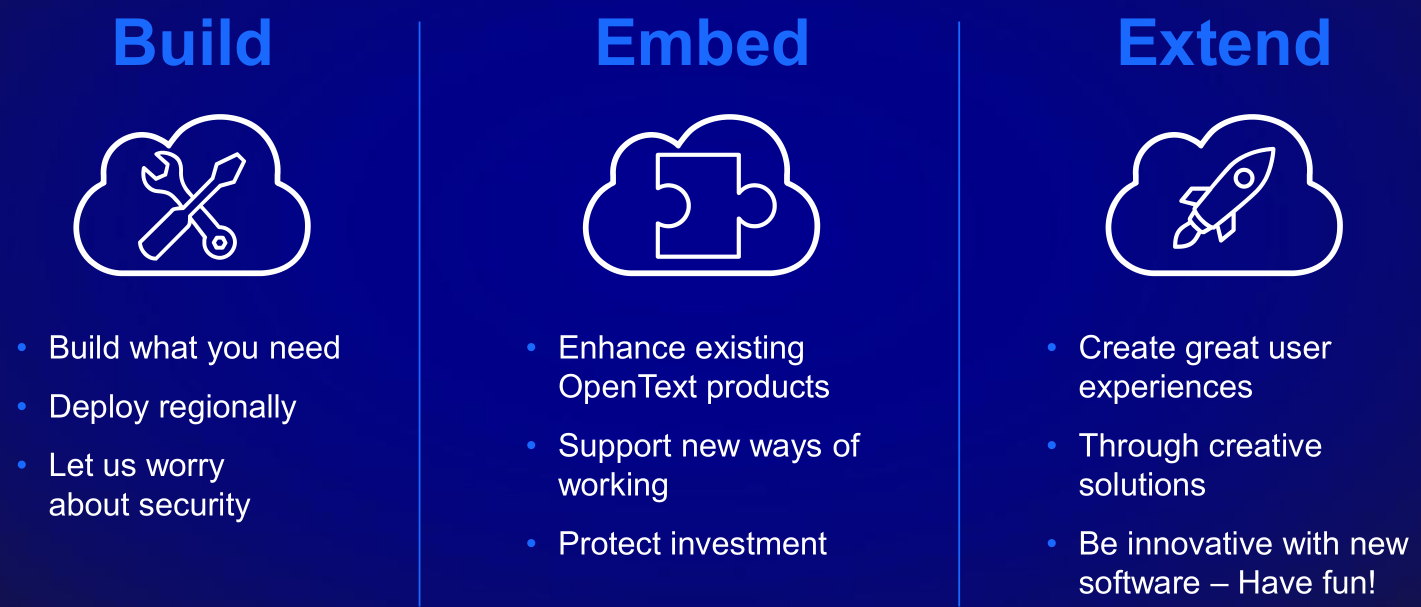 Build
• Build what you need
• Deploy regionally
• Let us worry
about security
Embed
• Enhance existing
OpenText products
• Support new ways of
working
• Protect investment
Extend
• Create great user
experiences
• Through creative
solutions
• Be innovative with new
software – Have fun!